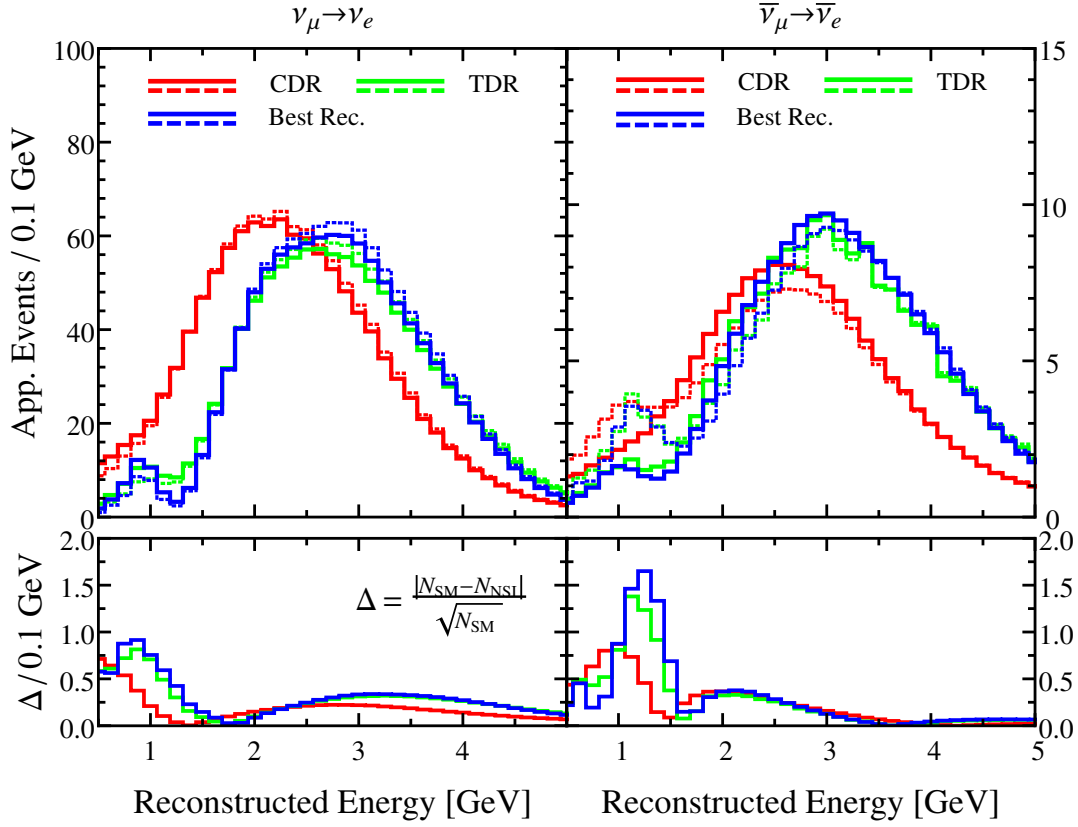 ν_μ→ν_e
ν̅_μ→ν̅_e
100
80
60
40
20
0
App. Events / 0.1 GeV
CDR
TDR
Best Rec.
CDR
TDR
Best Rec.
15
10
5
0
2.0
1.5
1.0
0.5
0.0
Δ / 0.1 GeV
Δ = |N_SM−N_NSI| / √N_SM
2.0
1.5
1.0
0.5
0.0
1 2 3 4
1 2 3 4 5
Reconstructed Energy [GeV]
Reconstructed Energy [GeV]